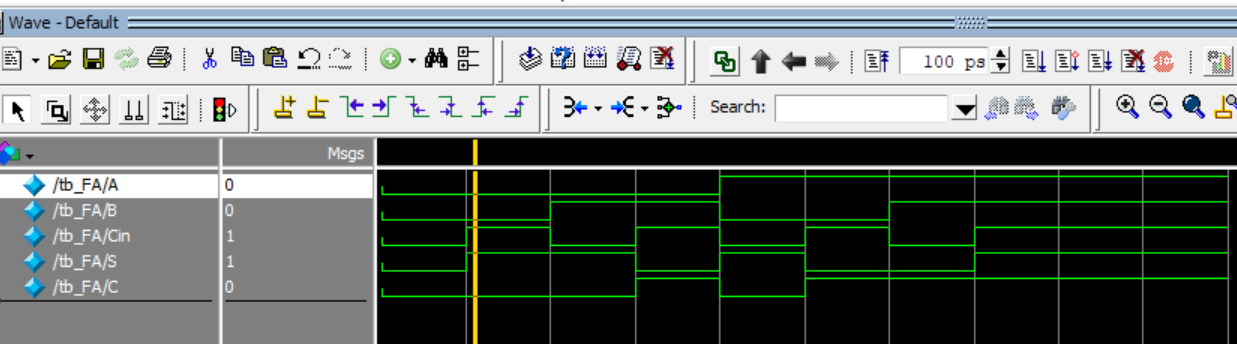 Wave - Default
100 ps
Search:
Msgs
/tb_FA/A 0
/tb_FA/B 0
/tb_FA/Cin 1
/tb_FA/S 1
/tb_FA/C 0